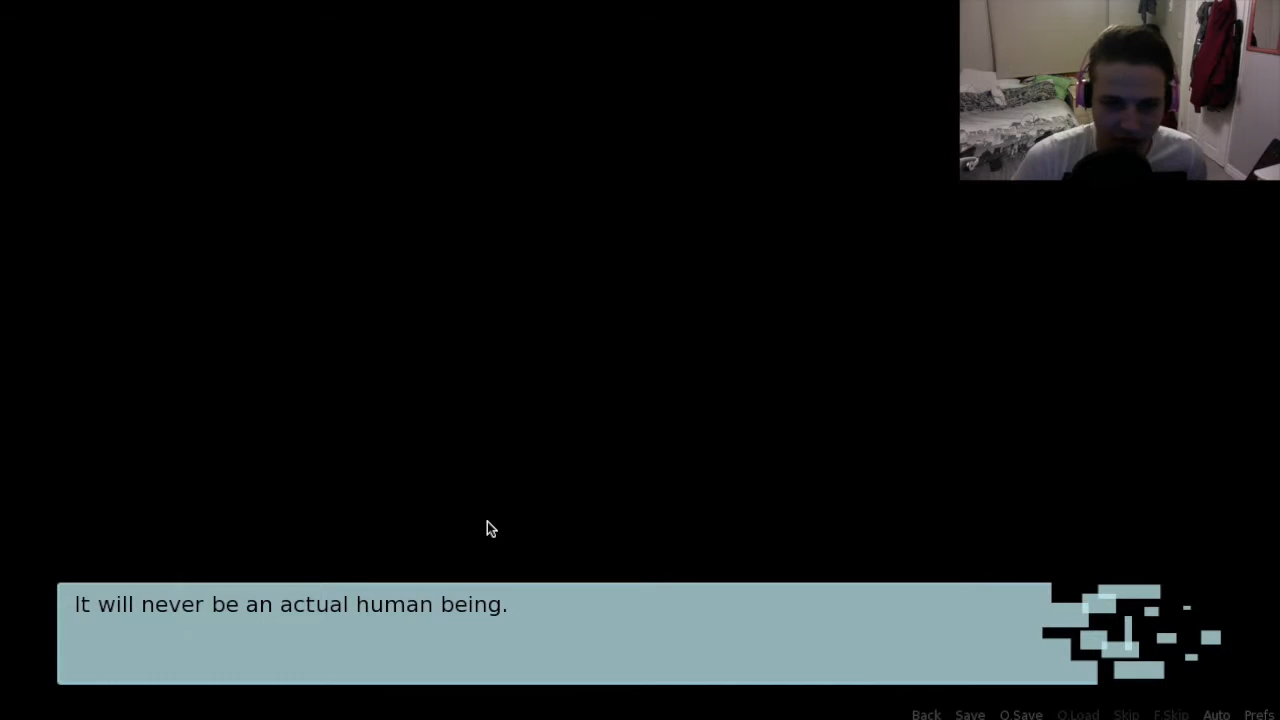 It will never be an actual human being.
Back Save Q.Save Q.Load Skip F.Skip Auto Prefs